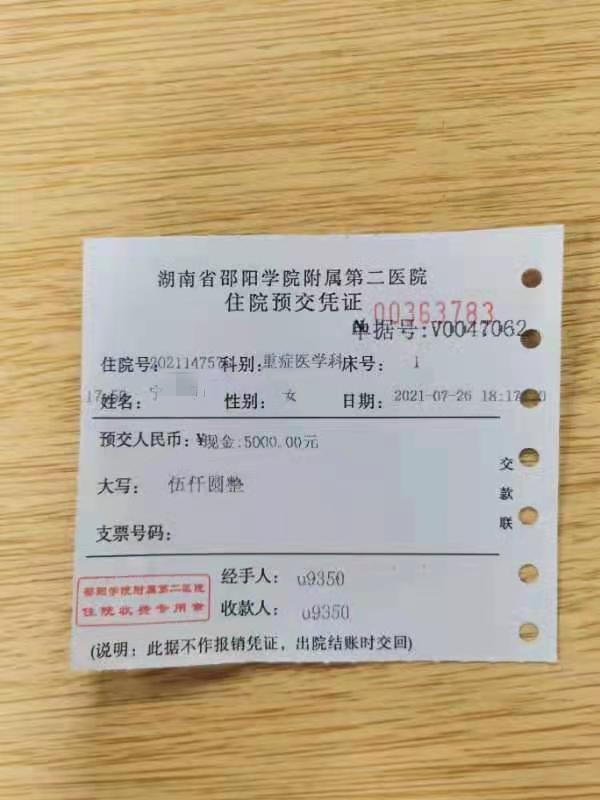 湖南省邵阳学院附属第二医院
住院预交凭证
00363783
№ 单据号:V0047062
住院号: 科别:重症医学科 床号: 1
姓名: 宁 性别: 女 日期: 2021-07-26 18:17
预交人民币:¥现金:5000.00元
大写: 伍仟圆整
支票号码:
交款联
经手人: u9350
收款人: u9350
邵阳学院附属第二医院
住院收费专用章
(说明:此据不作报销凭证,出院结账时交回)